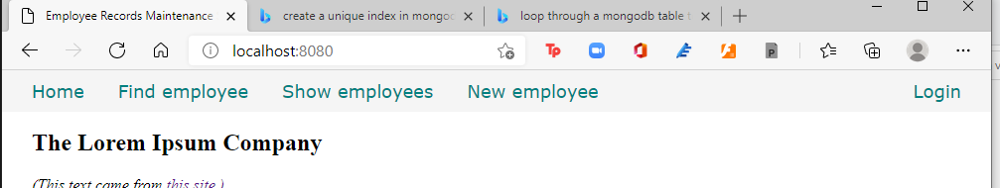 Employee Records Maintenance
create a unique index in mongo
loop through a mongodb table t
localhost:8080
Home Find employee Show employees New employee Login
The Lorem Ipsum Company
(This text came from this site.)